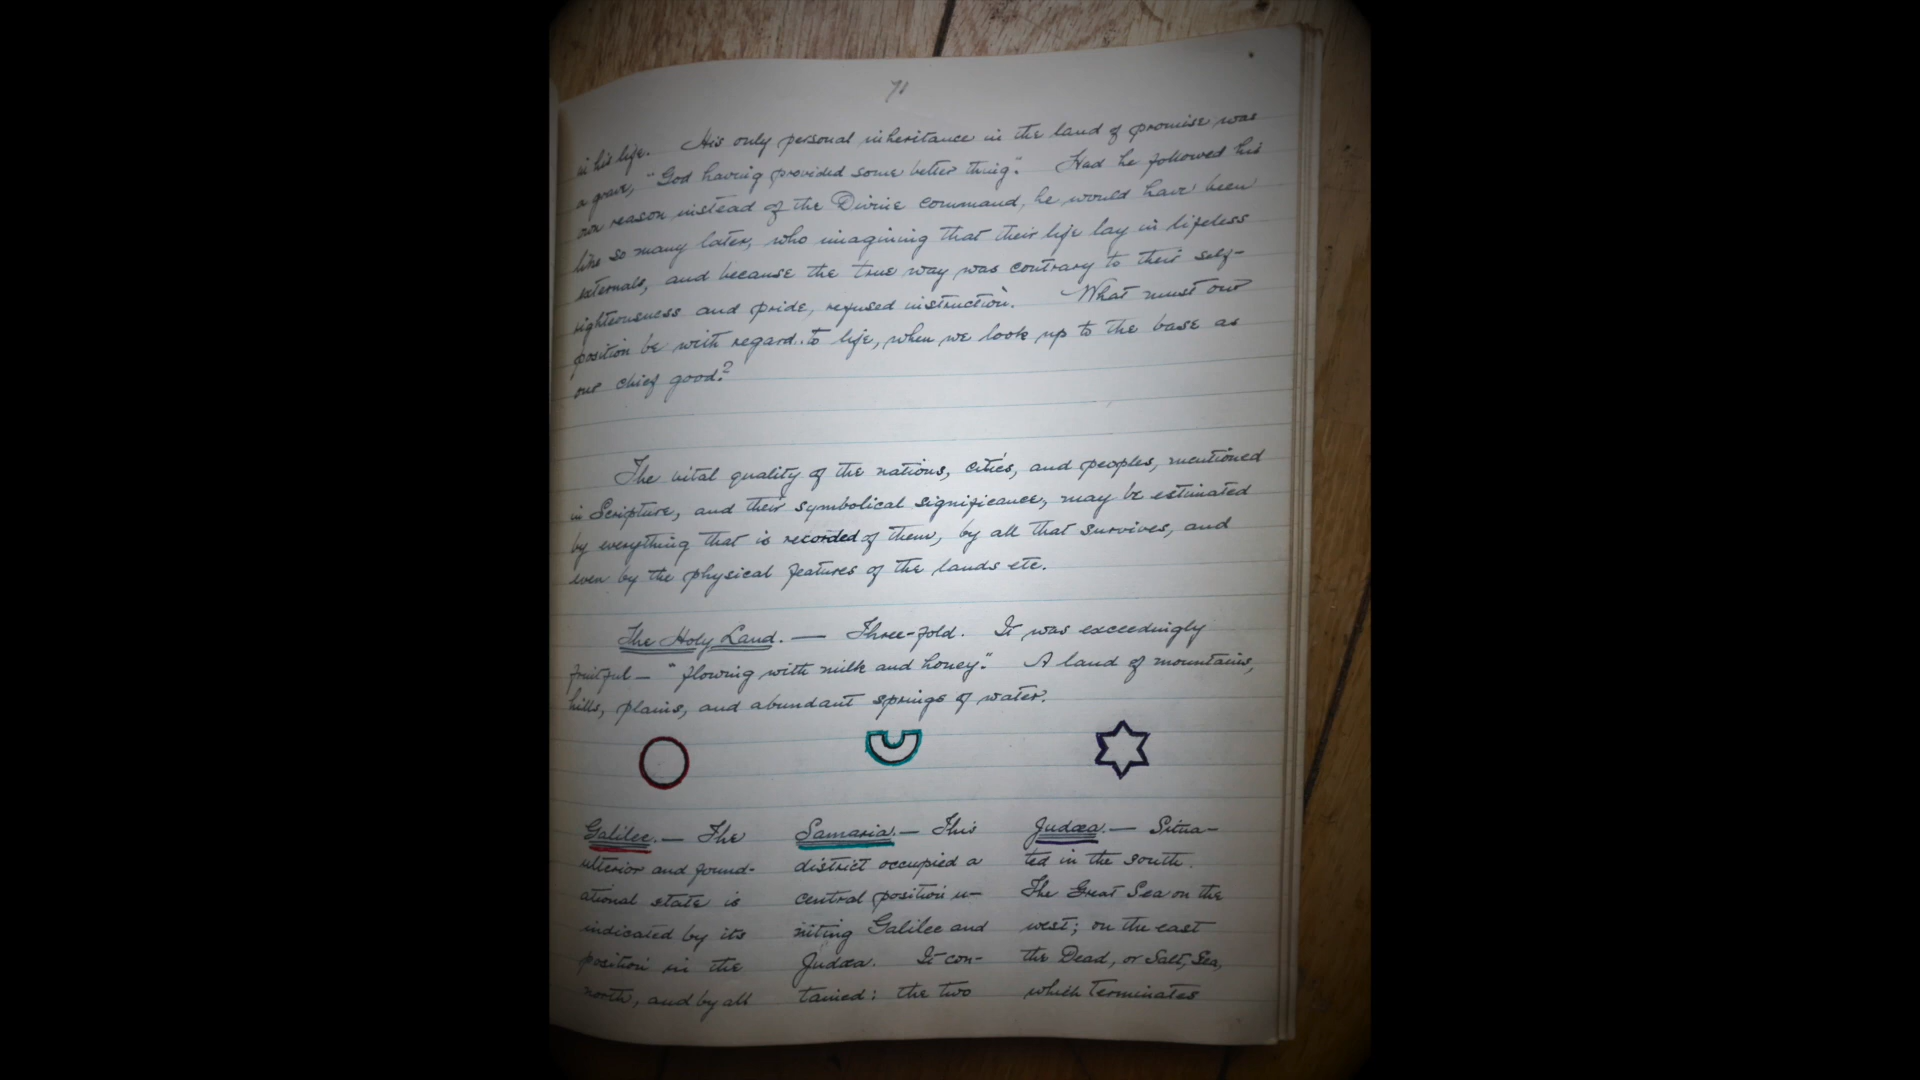 71
in his life. His only personal inheritance in the land of promise was
a grave, "God having provided some better thing". Had he followed his
own reason instead of the Divine command, he would have been
like so many later, who imagining that their life lay in lifeless
externals, and because the true way was contrary to their self-
righteousness and pride, refused instruction. What must our
position be with regard to life, when we look up to the base as
our chief good?
The vital quality of the nations, cities, and peoples, mentioned
in Scripture, and their symbolical significance, may be estimated
by everything that is recorded of them, by all that survives, and
even by the physical features of the lands etc.
The Holy Land. — Three-fold. It was exceedingly
fruitful — "flowing with milk and honey". A land of mountains,
hills, plains, and abundant springs of water.
Galilee. — The
ulterior and found-
ational state is
indicated by its
position in the
north, and by all
Samaria. — This
district occupied a
central position u-
niting Galilee and
Judæa. It con-
tained: the two
Judæa. — Situa-
ted in the south.
The Great Sea on the
west; on the east
the Dead, or Salt, Sea,
which terminates